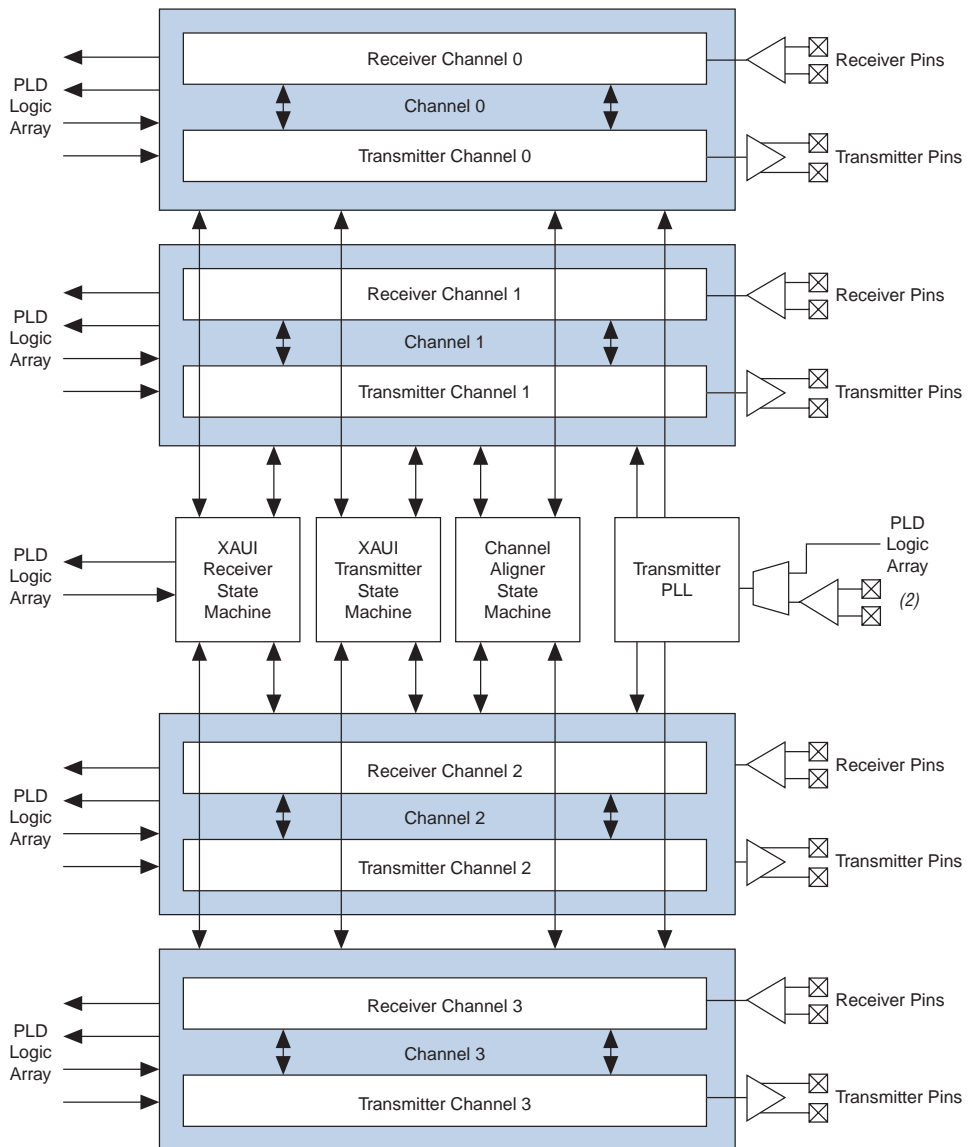 Receiver Channel 0
Receiver Pins
PLD
Logic
Array
Channel 0
Transmitter Channel 0
Transmitter Pins
Receiver Channel 1
Receiver Pins
PLD
Logic
Array
Channel 1
Transmitter Channel 1
Transmitter Pins
PLD
Logic
Array
XAUI
Receiver
State
Machine
XAUI
Transmitter
State
Machine
Channel
Aligner
State
Machine
Transmitter
PLL
PLD
Logic
Array
(2)
Receiver Channel 2
Receiver Pins
PLD
Logic
Array
Channel 2
Transmitter Channel 2
Transmitter Pins
Receiver Channel 3
Receiver Pins
PLD
Logic
Array
Channel 3
Transmitter Channel 3
Transmitter Pins